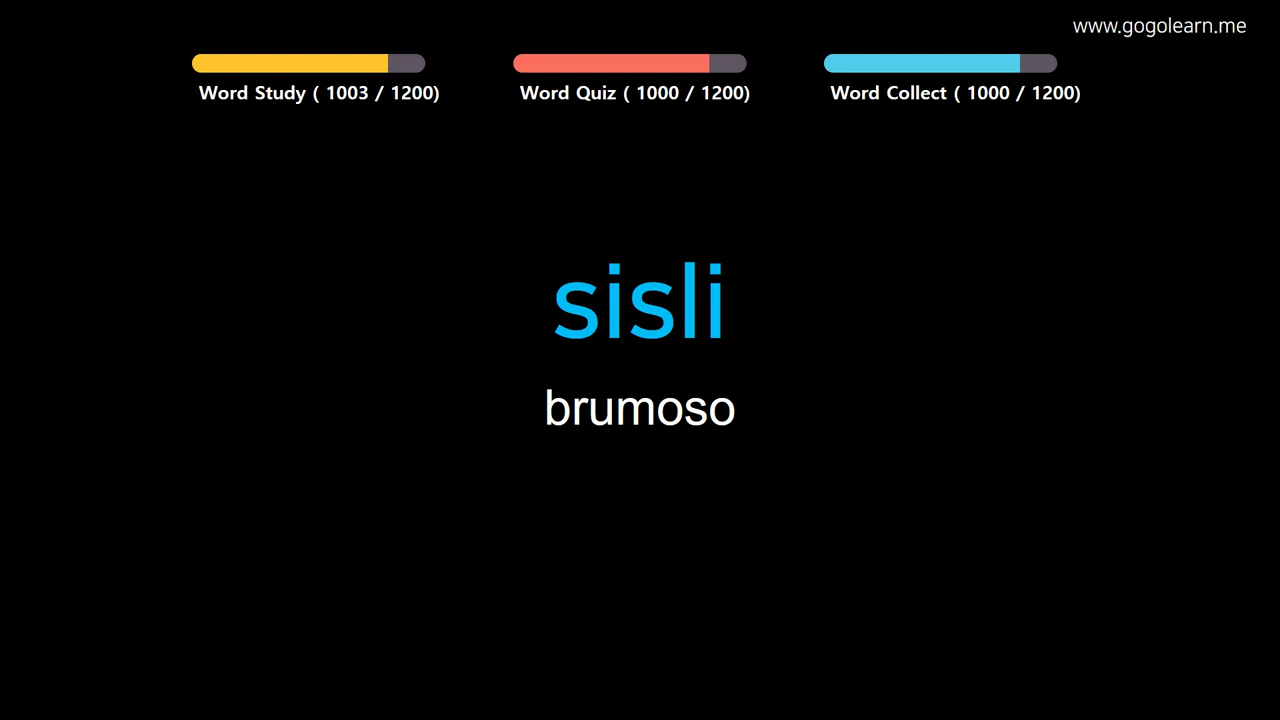 www.gogolearn.me
Word Study ( 1003 / 1200)
Word Quiz ( 1000 / 1200)
Word Collect ( 1000 / 1200)
sisli
brumoso